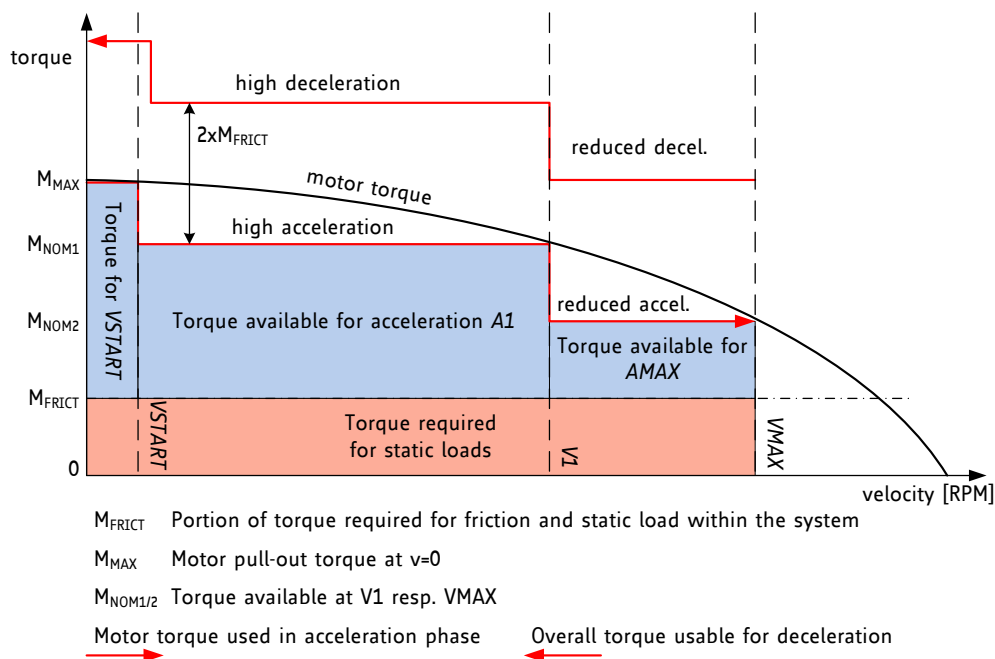 torque
high deceleration
2xMFRICT
reduced decel.
MMAX
motor torque
Torque for VSTART
high acceleration
MNOM1
reduced accel.
MNOM2
Torque available for acceleration A1
Torque available for
AMAX
MFRICT
VSTART
Torque required
for static loads
V1
VMAX
0
velocity [RPM]
MFRICT Portion of torque required for friction and static load within the system
MMAX Motor pull-out torque at v=0
MNOM1/2 Torque available at V1 resp. VMAX
Motor torque used in acceleration phase
Overall torque usable for deceleration